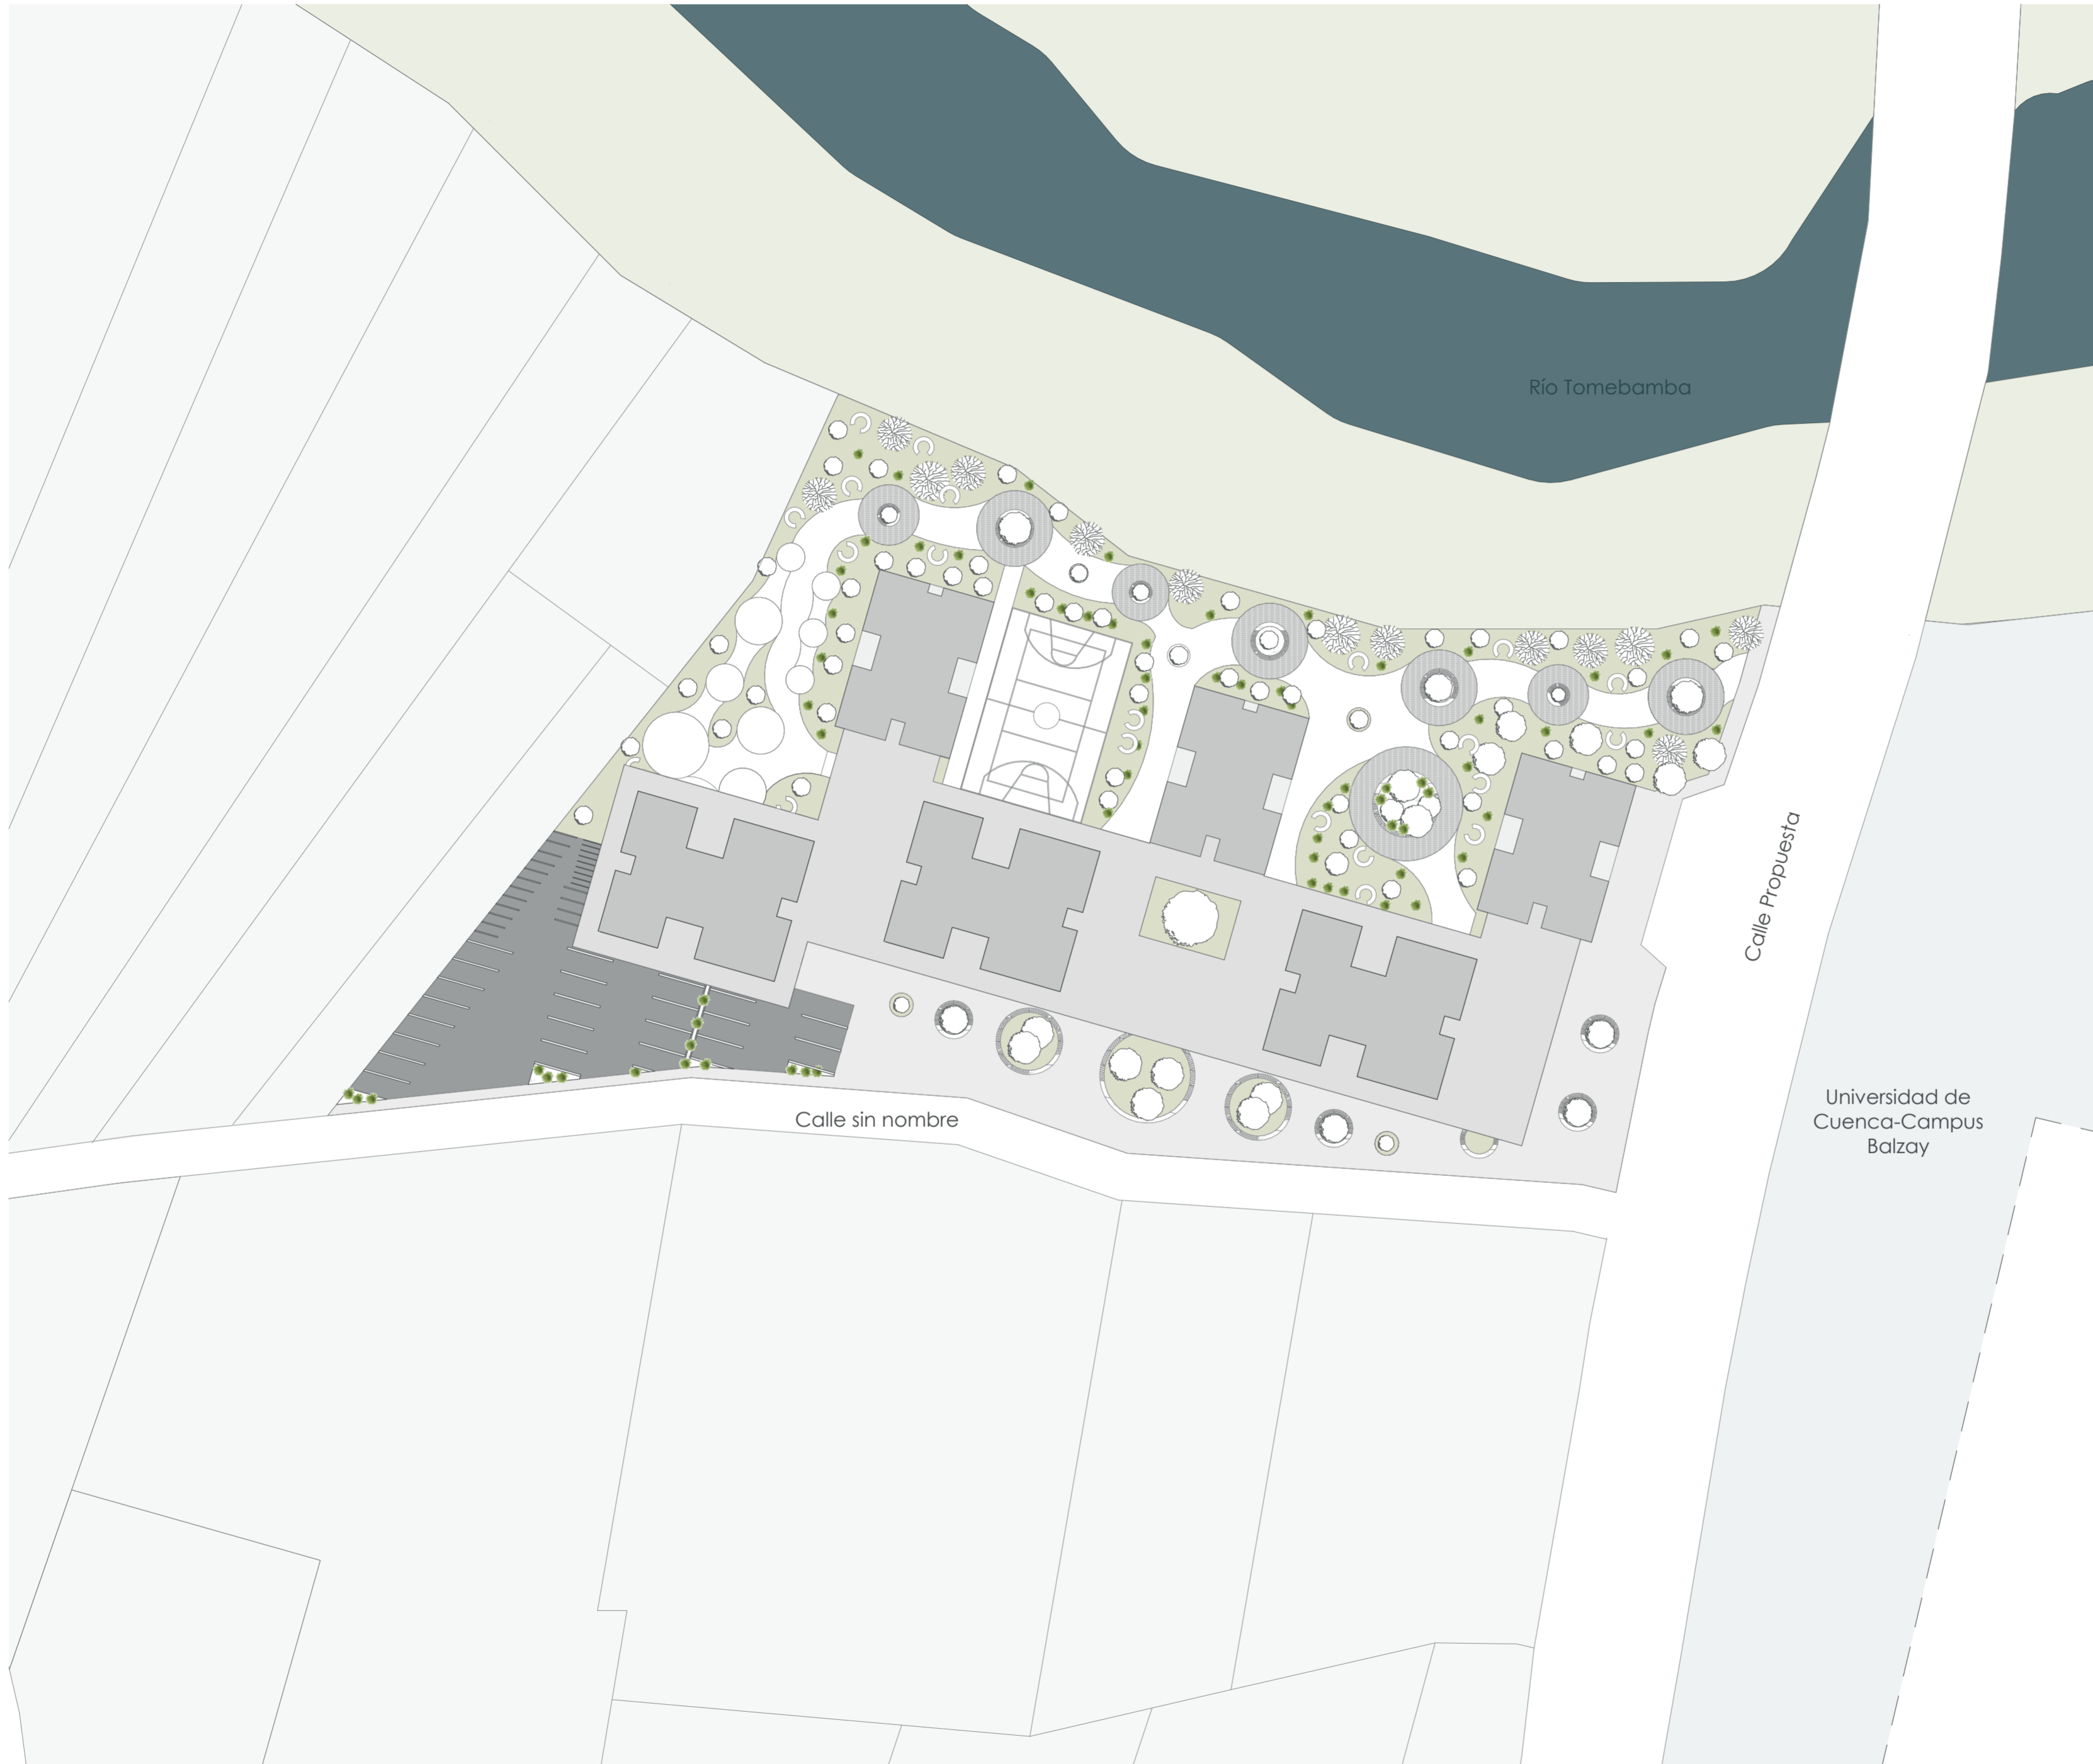 Río Tomebamba
Calle Propuesta
Calle sin nombre
Universidad de
Cuenca-Campus
Balzay